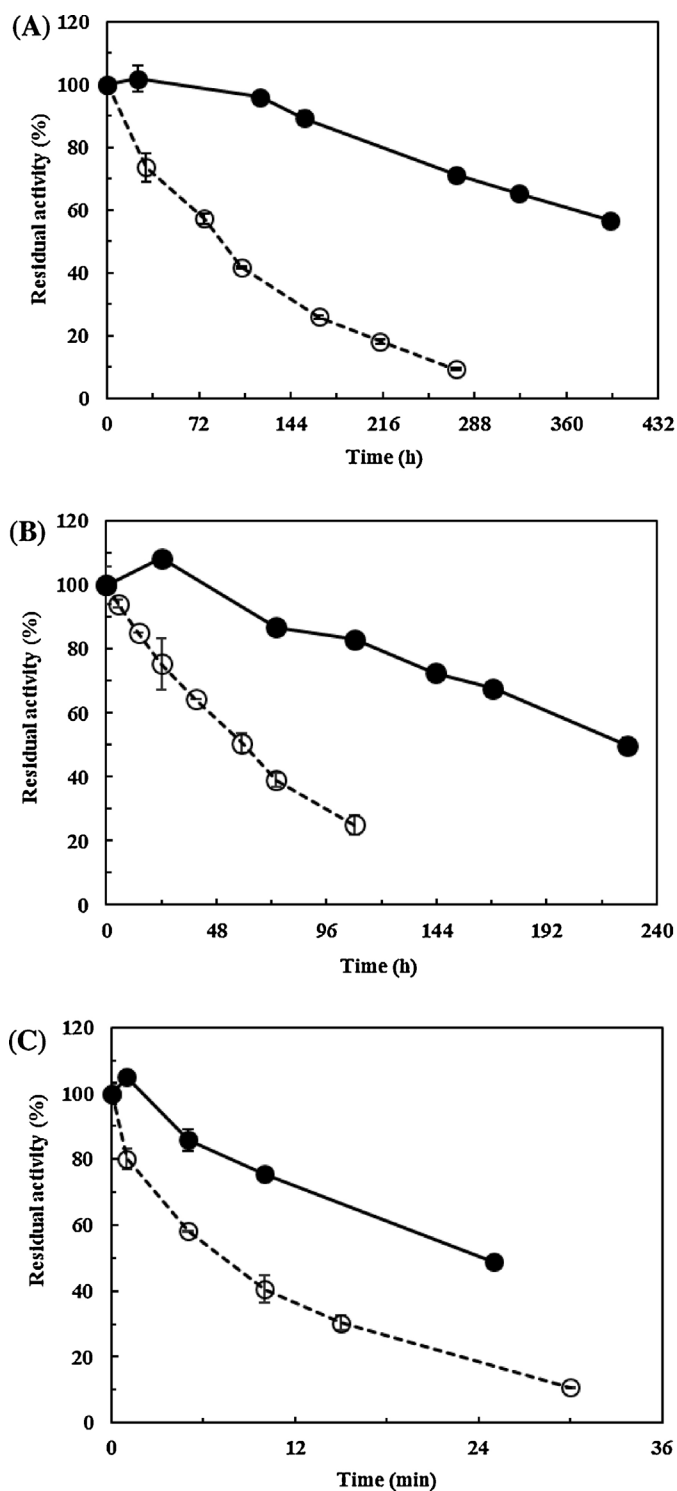 (A)
120
100
80
60
40
20
0
Residual activity (%)
0 72 144 216 288 360 432
Time (h)
(B)
120
100
80
60
40
20
0
Residual activity (%)
0 48 96 144 192 240
Time (h)
(C)
120
100
80
60
40
20
0
Residual activity (%)
0 12 24 36
Time (min)